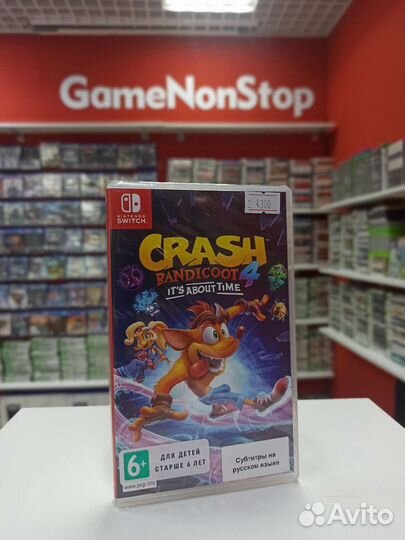 GameNonStop
4300
NINTENDO
SWITCH
CRASH
BANDICOOT 4
IT'S ABOUT TIME
6+
www.pegi.info
ДЛЯ ДЕТЕЙ
СТАРШЕ 6 ЛЕТ
Субтитры на
русском языке
Avito